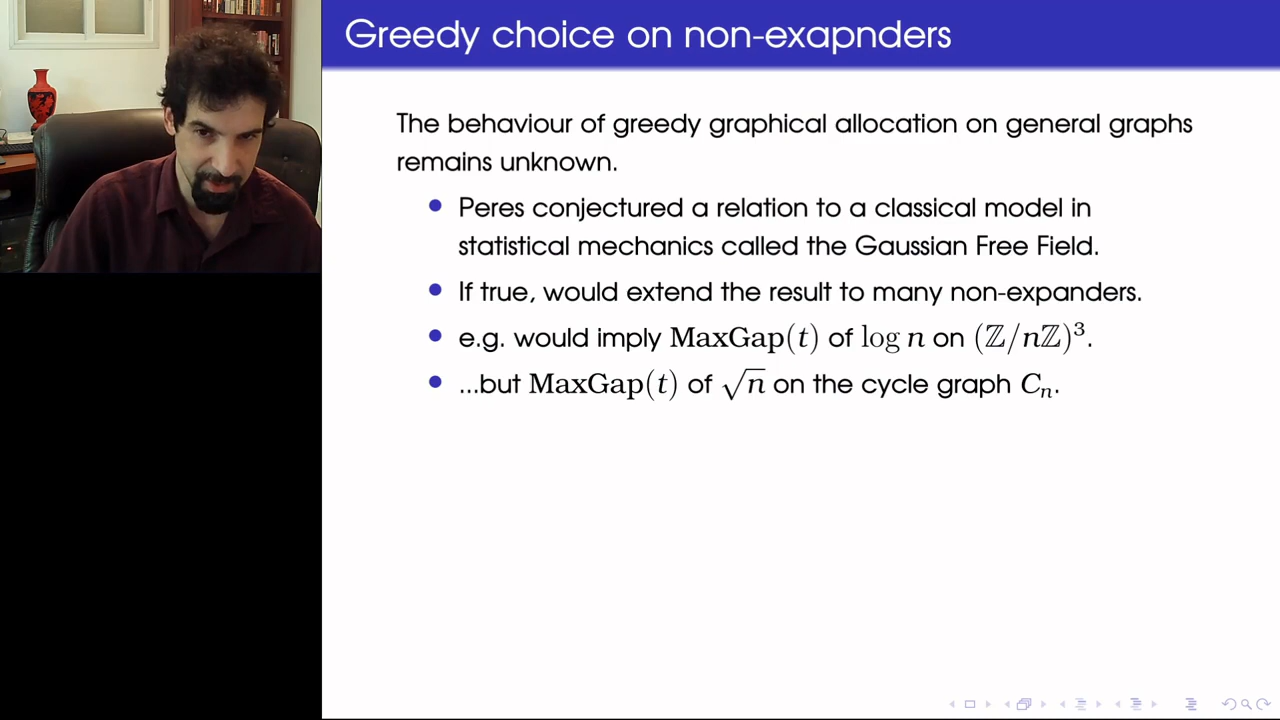 Greedy choice on non-exapnders
The behaviour of greedy graphical allocation on general graphs
remains unknown.
Peres conjectured a relation to a classical model in
statistical mechanics called the Gaussian Free Field.
If true, would extend the result to many non-expanders.
e.g. would imply MaxGap(t) of log n on (ℤ/nℤ)³.
...but MaxGap(t) of √n on the cycle graph Cₙ.